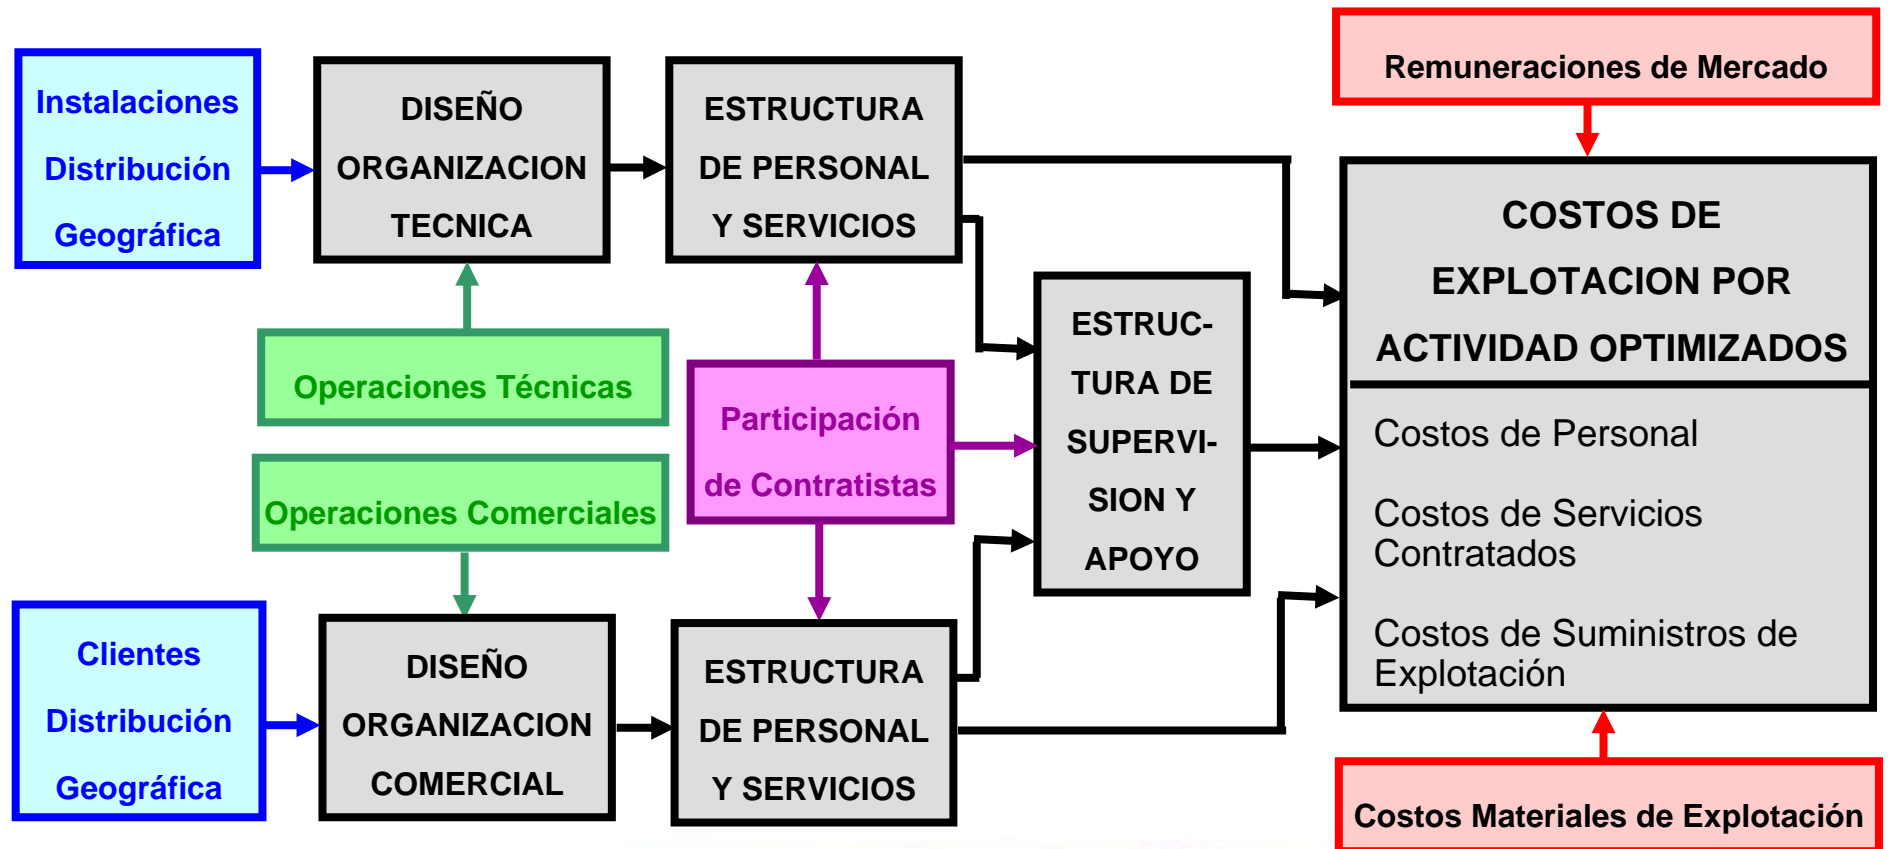 Instalaciones
Distribución
Geográfica
DISEÑO
ORGANIZACION
TECNICA
ESTRUCTURA
DE PERSONAL
Y SERVICIOS
Remuneraciones de Mercado
Operaciones Técnicas
Operaciones Comerciales
Participación
de Contratistas
ESTRUC-
TURA DE
SUPERVI-
SION Y
APOYO
COSTOS DE
EXPLOTACION POR
ACTIVIDAD OPTIMIZADOS
Costos de Personal
Costos de Servicios
Contratados
Costos de Suministros de
Explotación
Clientes
Distribución
Geográfica
DISEÑO
ORGANIZACION
COMERCIAL
ESTRUCTURA
DE PERSONAL
Y SERVICIOS
Costos Materiales de Explotación